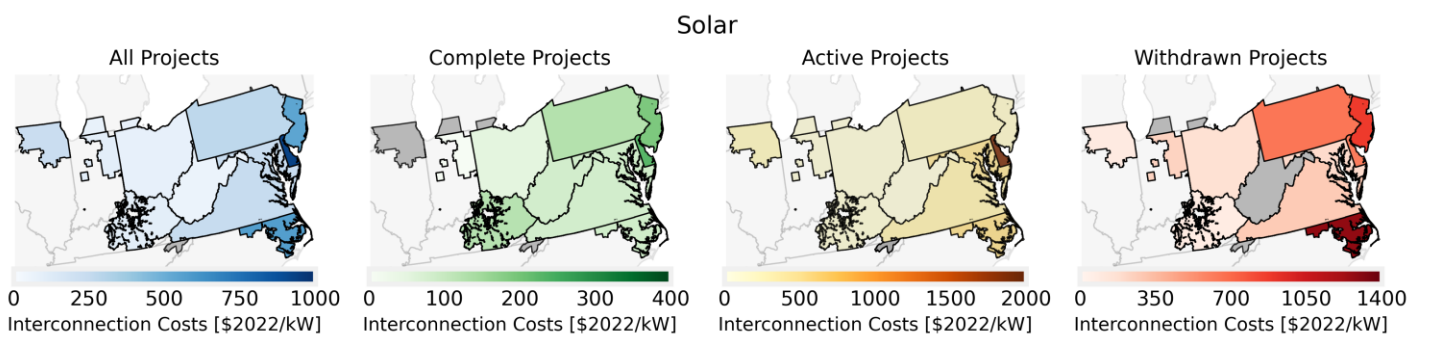 Solar
All Projects
Complete Projects
Active Projects
Withdrawn Projects
0 250 500 750 1000
Interconnection Costs [$2022/kW]
0 100 200 300 400
Interconnection Costs [$2022/kW]
0 500 1000 1500 2000
Interconnection Costs [$2022/kW]
0 350 700 1050 1400
Interconnection Costs [$2022/kW]